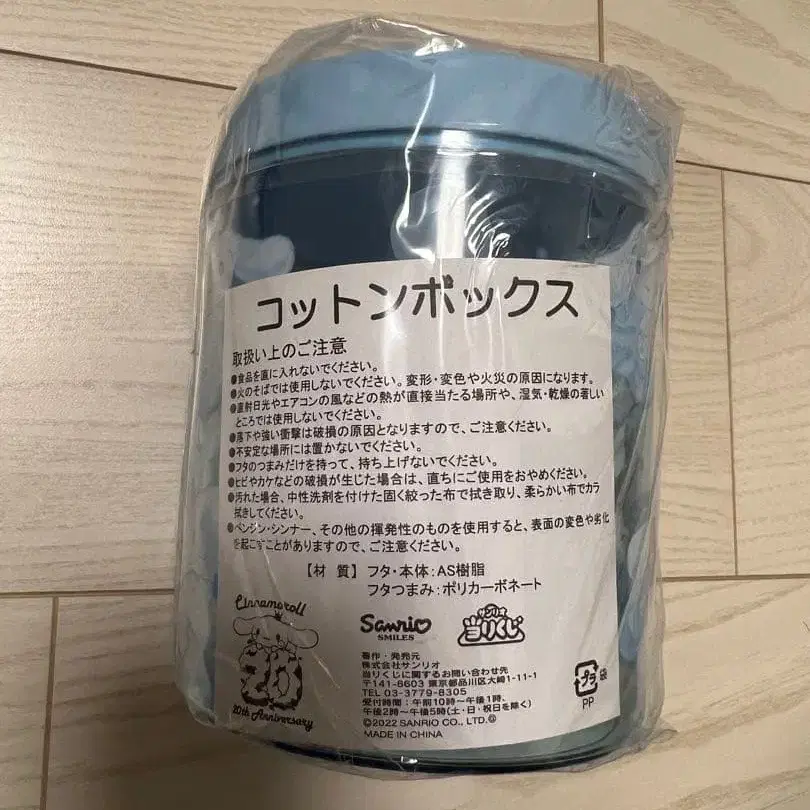 コットンボックス
取扱い上のご注意
●食品を直に入れないでください。
●火のそばでは使用しないでください。変形・変色や火災の原因になります。
●直射日光やエアコンの風などの熱が直接当たる場所や、湿気・乾燥の著しい
ところでは使用しないでください。
●落下や強い衝撃は破損の原因となりますので、ご注意ください。
●不安定な場所には置かないでください。
●フタのつまみだけを持って、持ち上げないでください。
●ヒビやカケなどの破損が生じた場合は、直ちにご使用をおやめください。
●汚れた場合、中性洗剤を付けた固く絞った布で拭き取り、柔らかい布でカラ
拭きしてください。
●ベンジン・シンナー、その他の揮発性のものを使用すると、表面の変色や劣化
を起こすことがありますので、ご注意ください。
【材 質】 フタ・本体:AS樹脂
フタつまみ:ポリカーボネート
Cinnamoroll
20
20th Anniversary
Sanrio
SMILES
サンリオ
当りくじ
著作・発売元
株式会社サンリオ
当りくじに関するお問い合わせ先
〒141-6603 東京都品川区大崎1-11-1
TEL 03-3779-8305
受付時間:午前10時~午後1時、
午後2時~午後5時(土・日・祝日を除く)
©2022 SANRIO CO., LTD.®
MADE IN CHINA
プラ
袋
PP